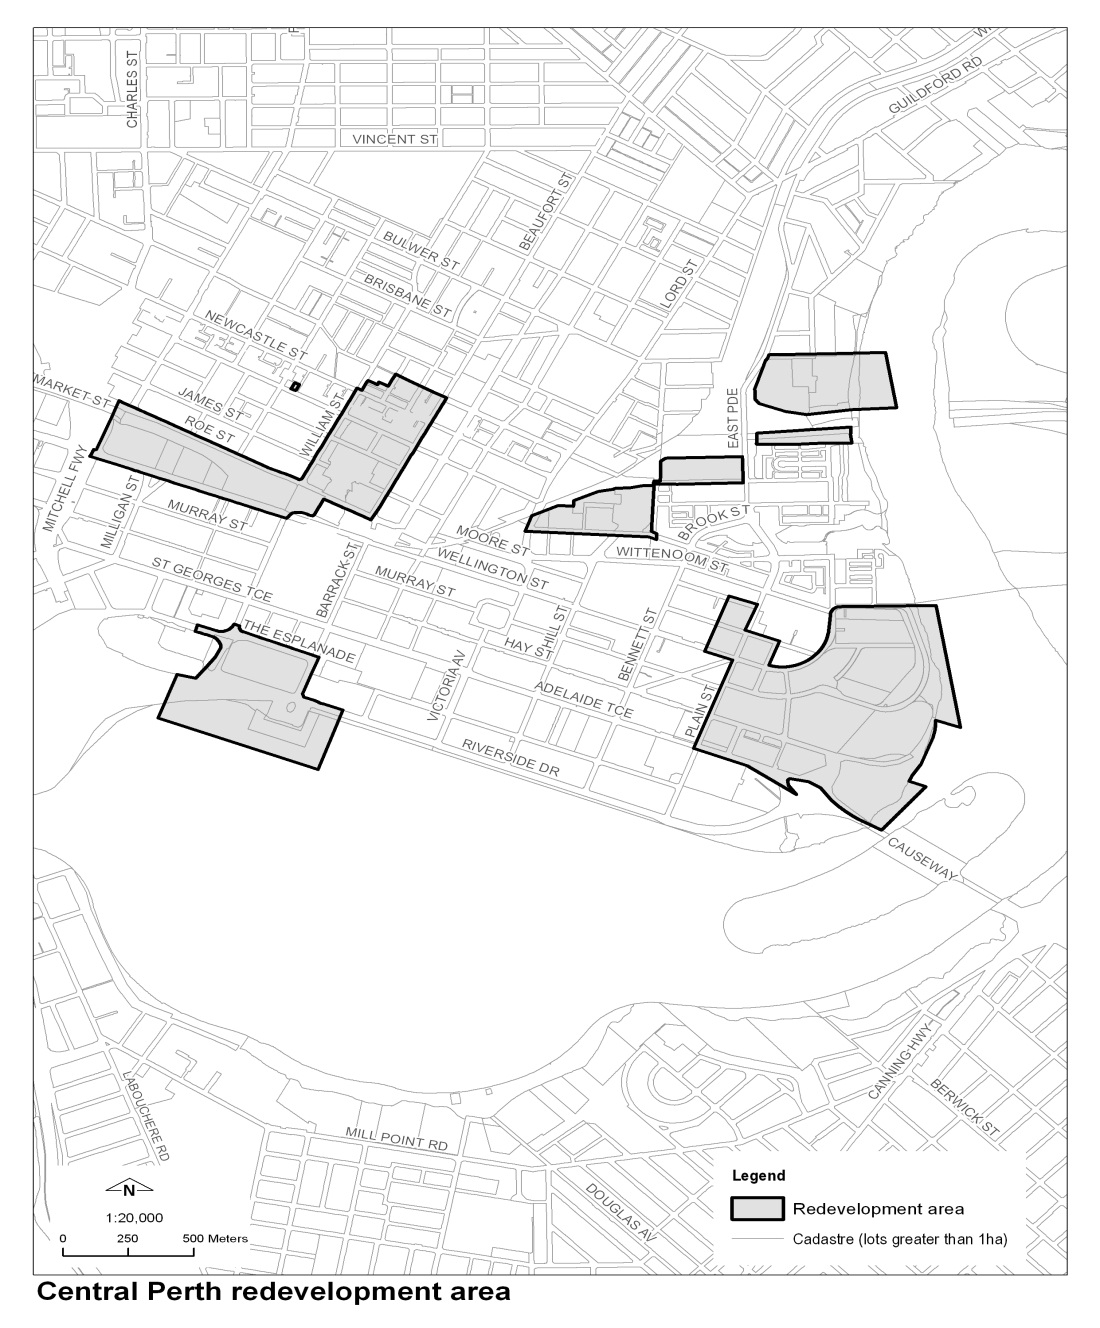 CHARLES ST
GUILDFORD RD
VINCENT ST
BEAUFORT ST
BULWER ST
LORD ST
BRISBANE ST
NEWCASTLE ST
MARKET ST
JAMES ST
ROE ST
WILLIAM ST
EAST PDE
MITCHELL FWY
MILLIGAN ST
MURRAY ST
BROOK ST
MOORE ST
WELLINGTON ST
WITTENOOM ST
ST GEORGES TCE
BARRACK ST
MURRAY ST
THE ESPLANADE
HAY ST
HILL ST
BENNETT ST
VICTORIA AV
ADELAIDE TCE
PLAIN ST
RIVERSIDE DR
CAUSEWAY
CANNING HWY
BERWICK ST
LABOUCHERE RD
MILL POINT RD
DOUGLAS AV
N
1:20,000
0 250 500 Meters
Legend
Redevelopment area
Cadastre (lots greater than 1ha)
Central Perth redevelopment area